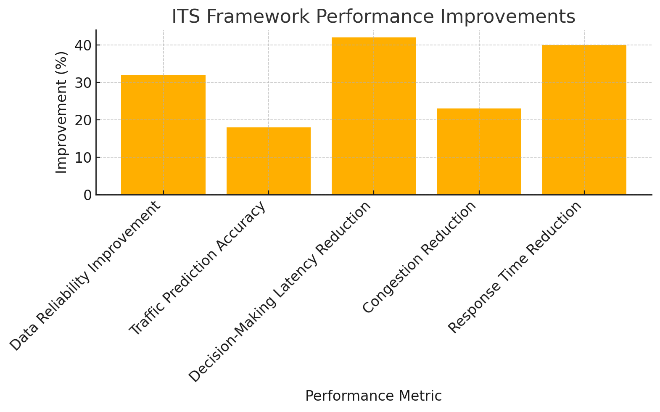 ITS Framework Performance Improvements
Improvement (%)
40
30
20
10
0
Data Reliability Improvement
Traffic Prediction Accuracy
Decision-Making Latency Reduction
Congestion Reduction
Response Time Reduction
Performance Metric